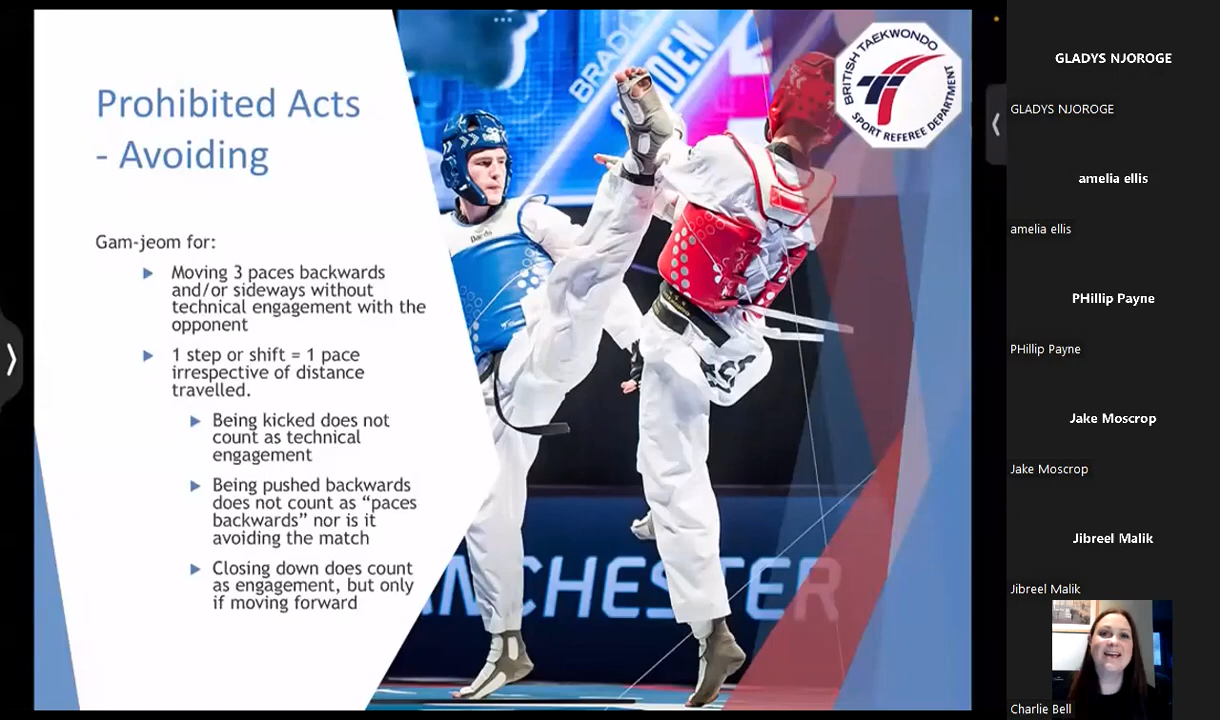 Prohibited Acts
- Avoiding
Gam-jeom for:
Moving 3 paces backwards
and/or sideways without
technical engagement with the
opponent
1 step or shift = 1 pace
irrespective of distance
travelled.
Being kicked does not
count as technical
engagement
Being pushed backwards
does not count as “paces
backwards” nor is it
avoiding the match
Closing down does count
as engagement, but only
if moving forward
BRITISH TAEKWONDO
SPORT REFEREE DEPARTMENT
Daedo
ANCHESTER
GLADYS NJOROGE
GLADYS NJOROGE
amelia ellis
amelia ellis
PHillip Payne
PHillip Payne
Jake Moscrop
Jake Moscrop
Jibreel Malik
Jibreel Malik
Charlie Bell